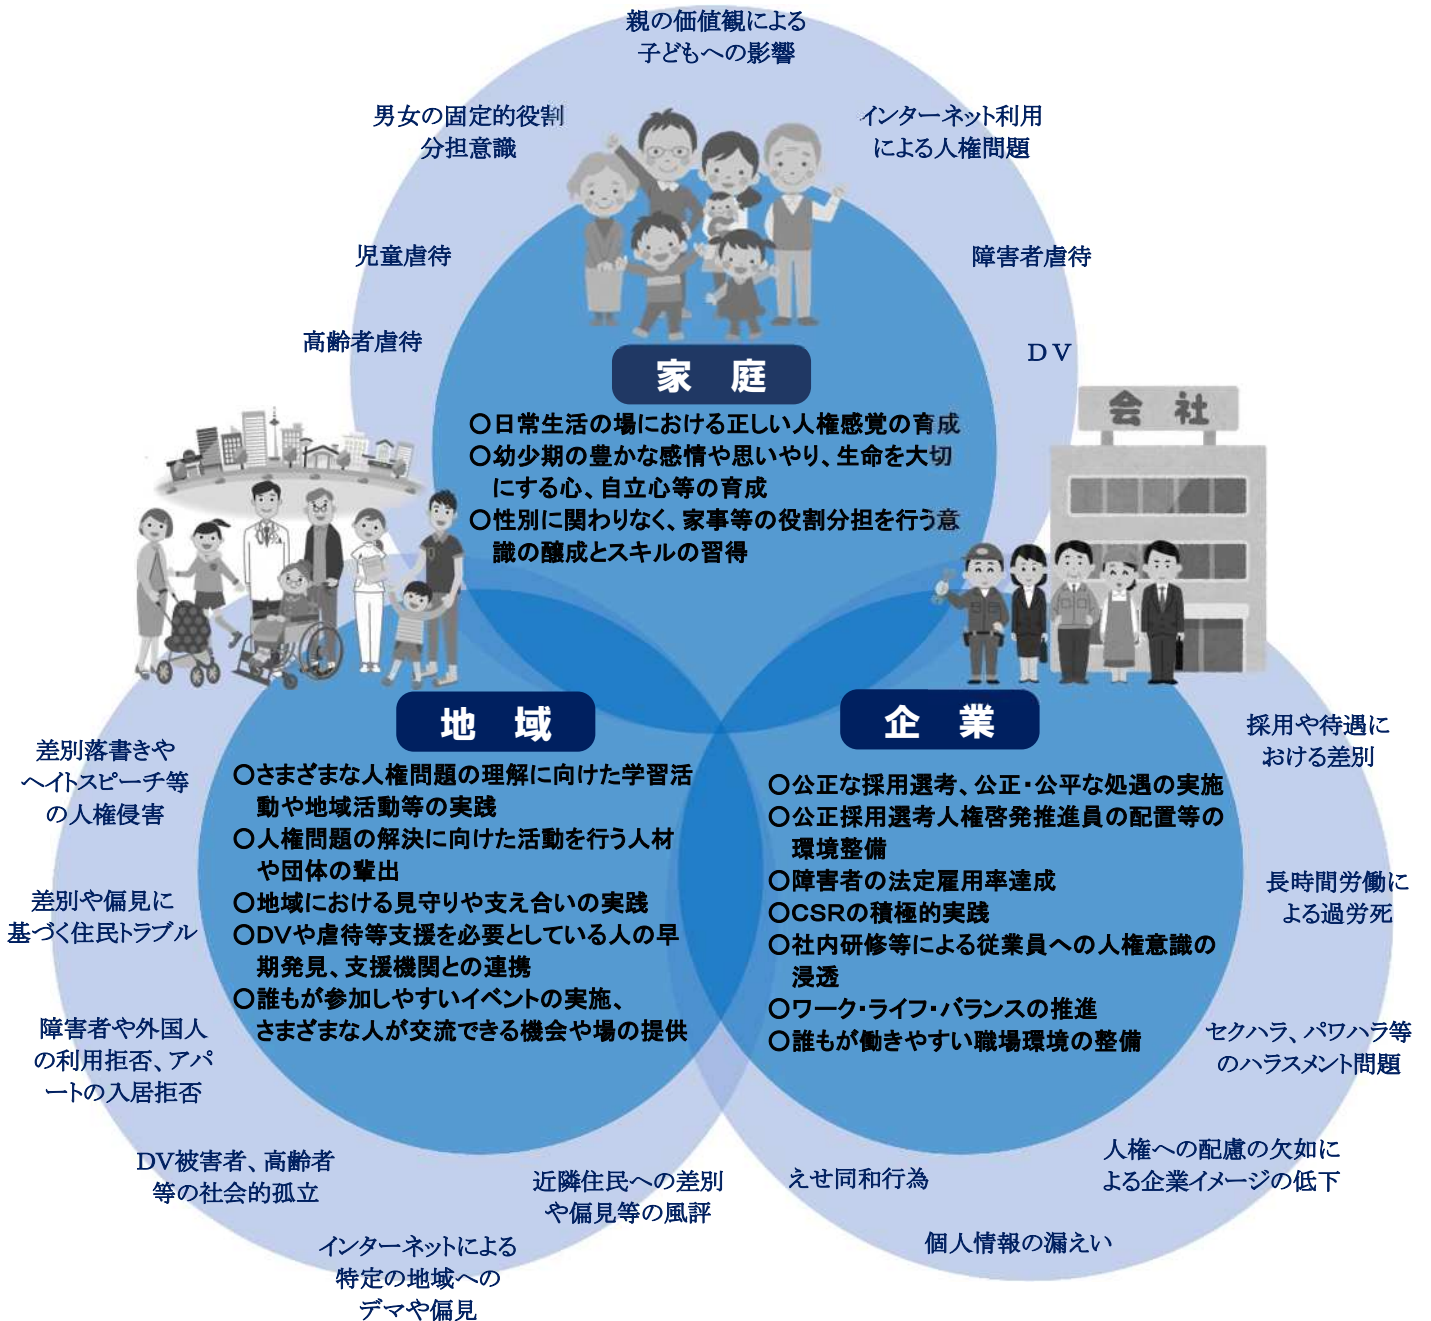 親の価値観による
子どもへの影響
男女の固定的役割
分担意識
インターネット利用
による人権問題
児童虐待
障害者虐待
高齢者虐待
DV
家 庭
○日常生活の場における正しい人権感覚の育成
○幼少期の豊かな感情や思いやり、生命を大切
にする心、自立心等の育成
○性別に関わりなく、家事等の役割分担を行う意
識の醸成とスキルの習得
会 社
地 域
○さまざまな人権問題の理解に向けた学習活
動や地域活動等の実践
○人権問題の解決に向けた活動を行う人材
や団体の輩出
○地域における見守りや支え合いの実践
○DVや虐待等支援を必要としている人の早
期発見、支援機関との連携
○誰もが参加しやすいイベントの実施、
さまざまな人が交流できる機会や場の提供
差別落書きや
ヘイトスピーチ等
の人権侵害
差別や偏見に
基づく住民トラブル
障害者や外国人
の利用拒否、アパ
ートの入居拒否
DV被害者、高齢者
等の社会的孤立
インターネットによる
特定の地域への
デマや偏見
近隣住民への差別
や偏見等の風評
企 業
○公正な採用選考、公正・公平な処遇の実施
○公正採用選考人権啓発推進員の配置等の
環境整備
○障害者の法定雇用率達成
○CSRの積極的実践
○社内研修等による従業員への人権意識の
浸透
○ワーク・ライフ・バランスの推進
○誰もが働きやすい職場環境の整備
採用や待遇に
おける差別
長時間労働に
よる過労死
セクハラ、パワハラ等
のハラスメント問題
人権への配慮の欠如に
よる企業イメージの低下
えせ同和行為
個人情報の漏えい